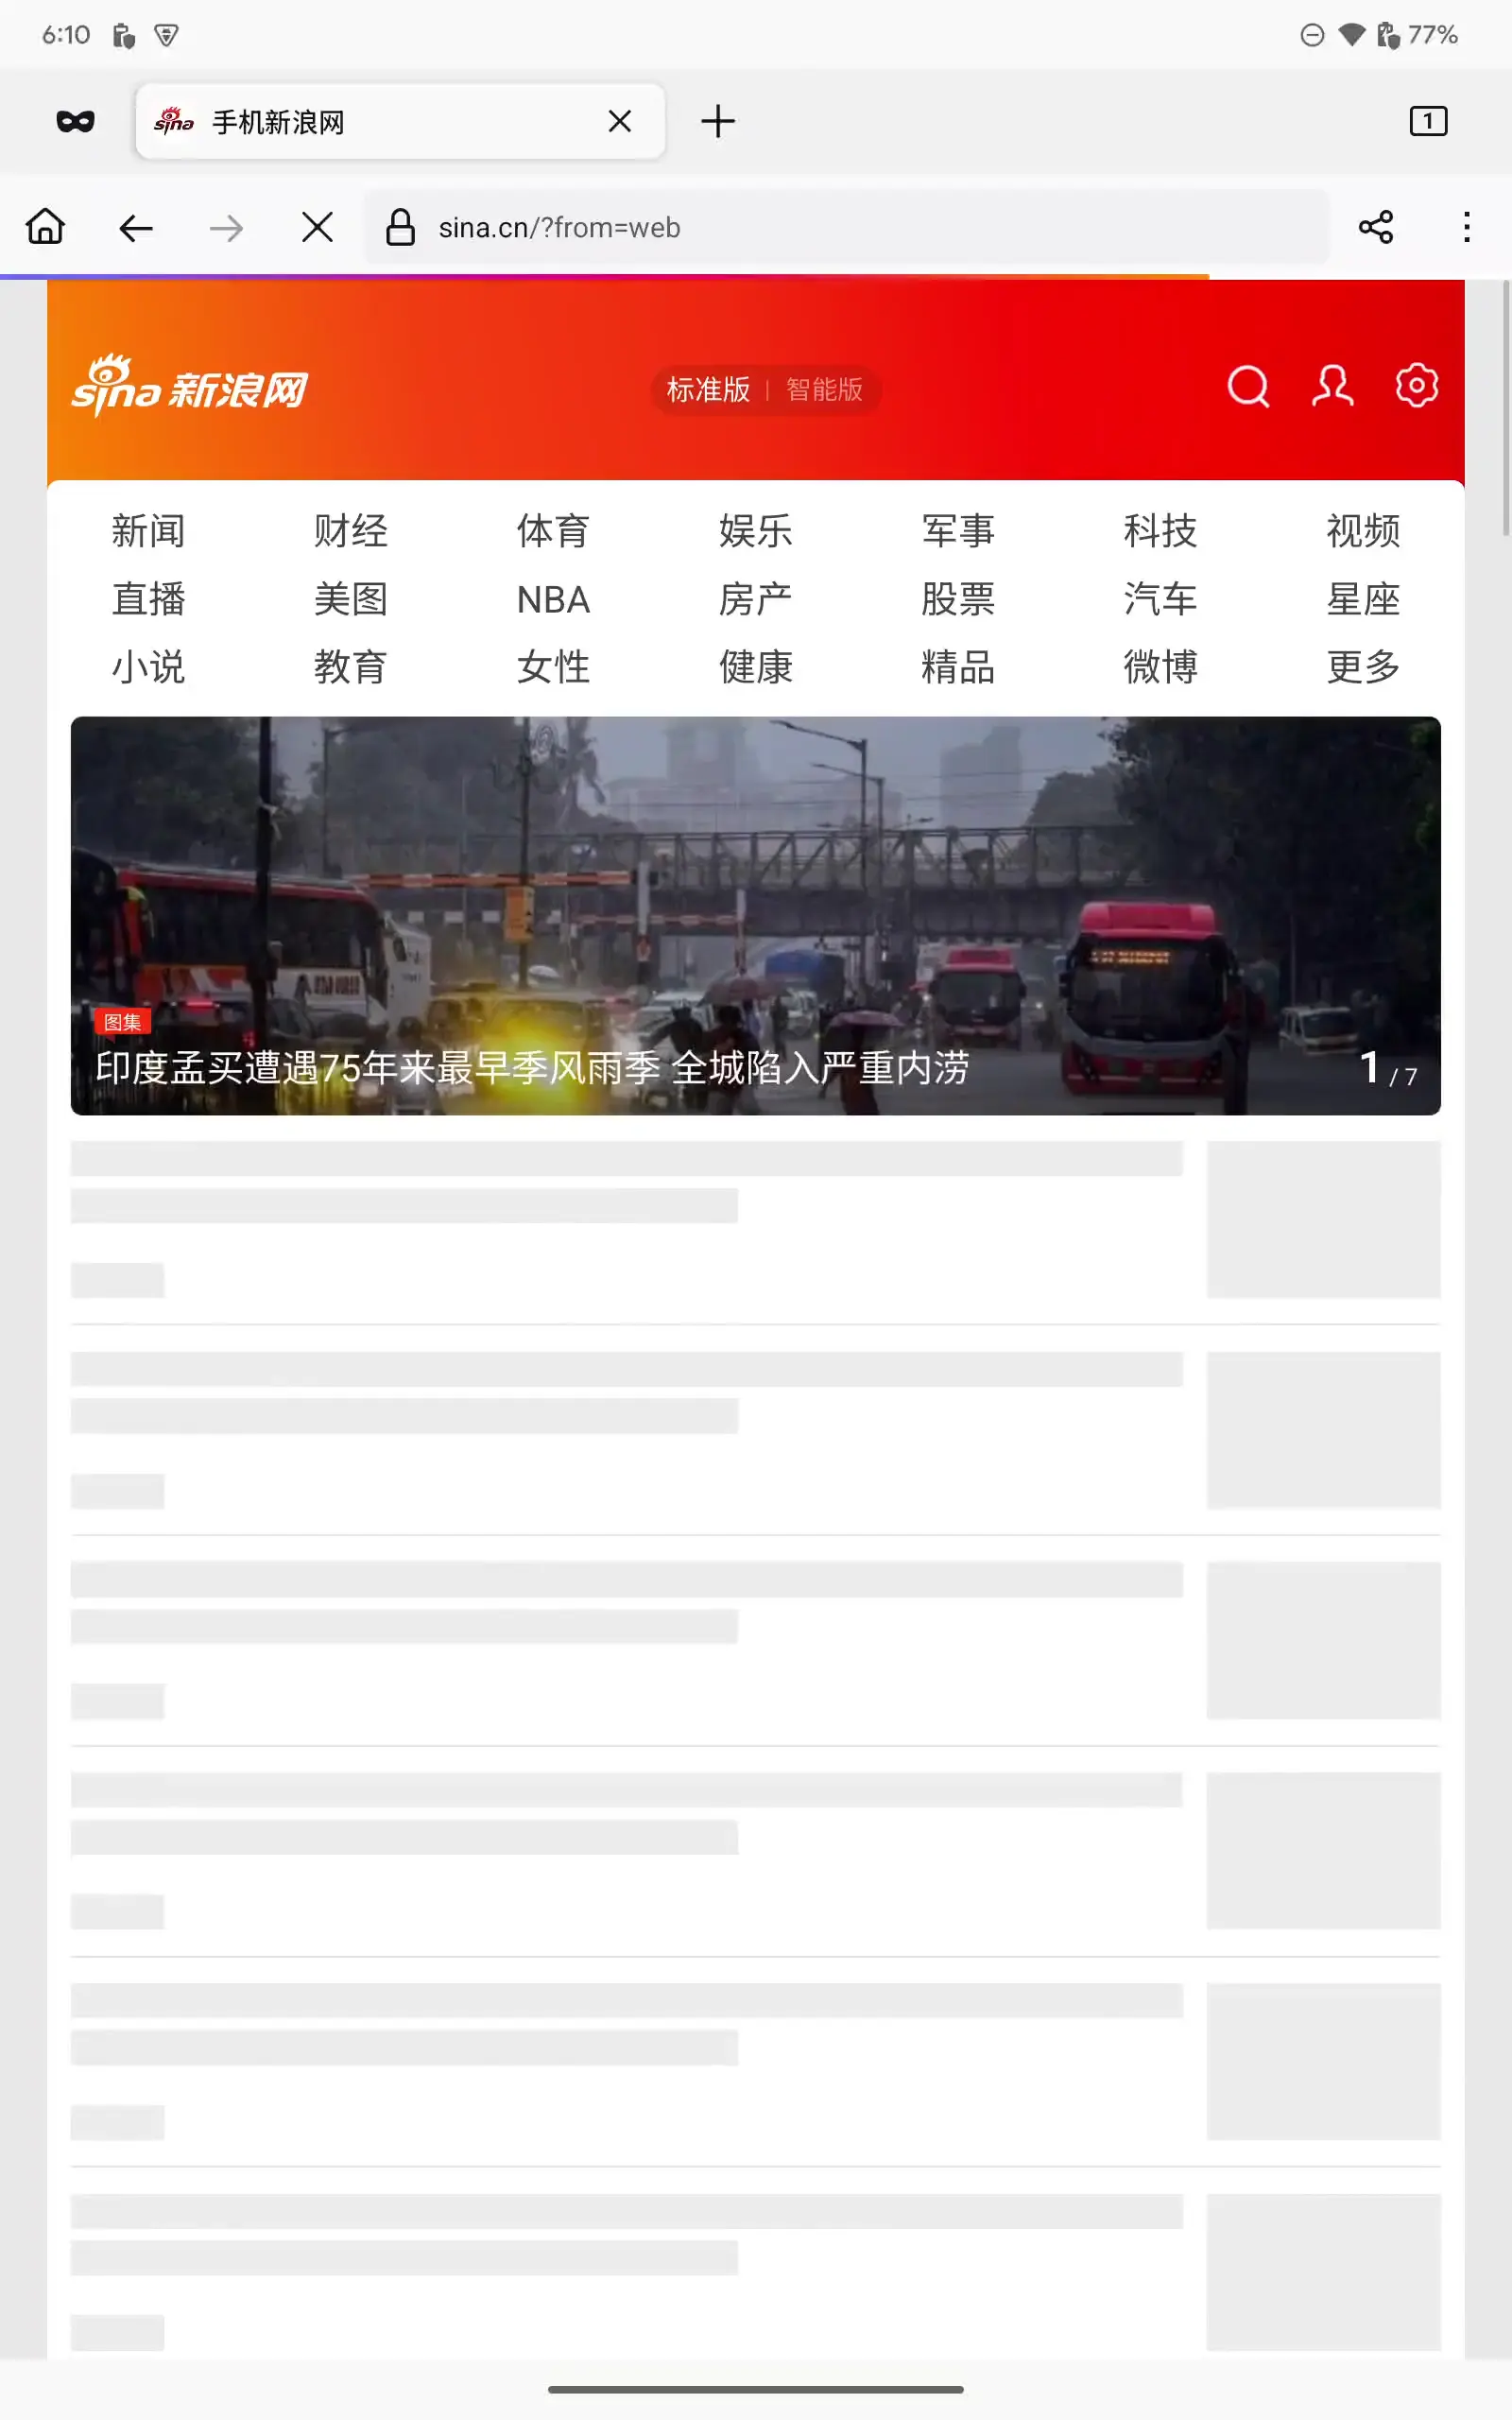 6:10
77%
sina 手机新浪网
1
sina.cn/?from=web
sina 新浪网
标准版 | 智能版
新闻 财经 体育 娱乐 军事 科技 视频
直播 美图 NBA 房产 股票 汽车 星座
小说 教育 女性 健康 精品 微博 更多
图集
印度孟买遭遇75年来最早季风雨季 全城陷入严重内涝
1 / 7